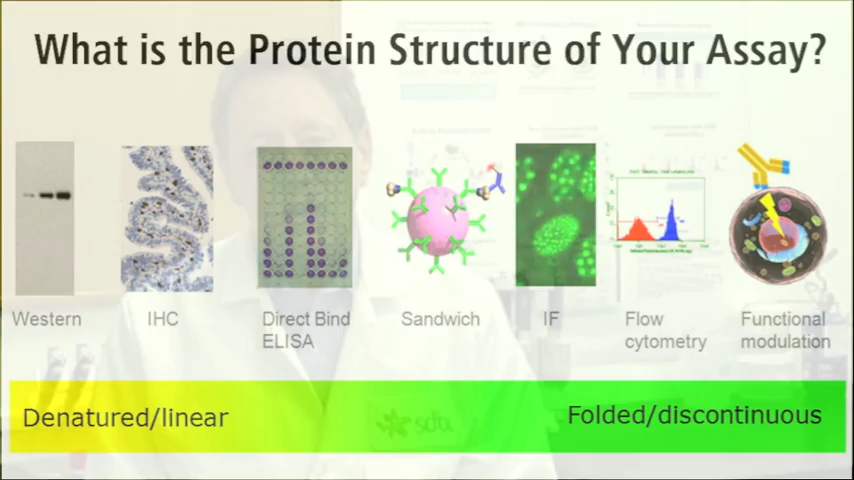 What is the Protein Structure of Your Assay?
Western
IHC
Direct Bind
ELISA
Sandwich
IF
Flow
cytometry
Functional
modulation
Denatured/linear
sdix
Folded/discontinuous